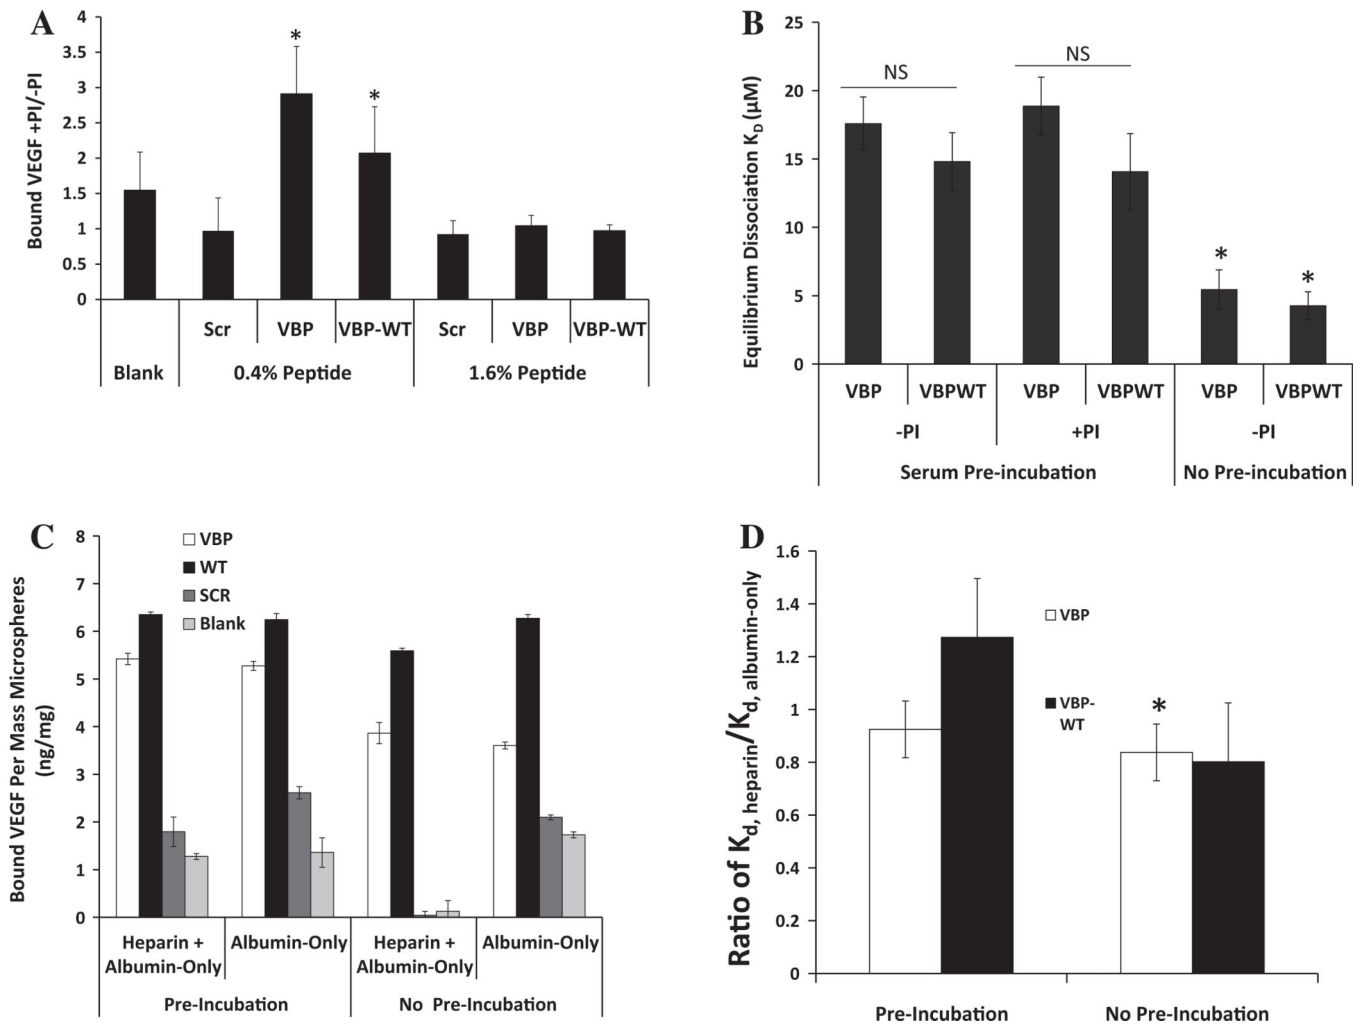 A
Bound VEGF +PI/-PI
4
3.5
3
2.5
2
1.5
1
0.5
0
*
*
Scr VBP VBP-WT Scr VBP VBP-WT
Blank 0.4% Peptide 1.6% Peptide
B
Equilibrium Dissociation K_D (μM)
25
20
15
10
5
0
NS
NS
*
*
VBP VBPWT VBP VBPWT VBP VBPWT
-PI +PI -PI
Serum Pre-incubation No Pre-incubation
C
Bound VEGF Per Mass Microspheres
(ng/mg)
8
7
6
5
4
3
2
1
0
VBP
WT
SCR
Blank
Heparin + Albumin-Only Heparin + Albumin-Only
Albumin-Only Albumin-Only
Pre-Incubation No Pre-Incubation
D
Ratio of K_d, heparin/K_d, albumin-only
1.6
1.4
1.2
1
0.8
0.6
0.4
0.2
0
VBP
VBP-
WT
*
Pre-Incubation No Pre-Incubation